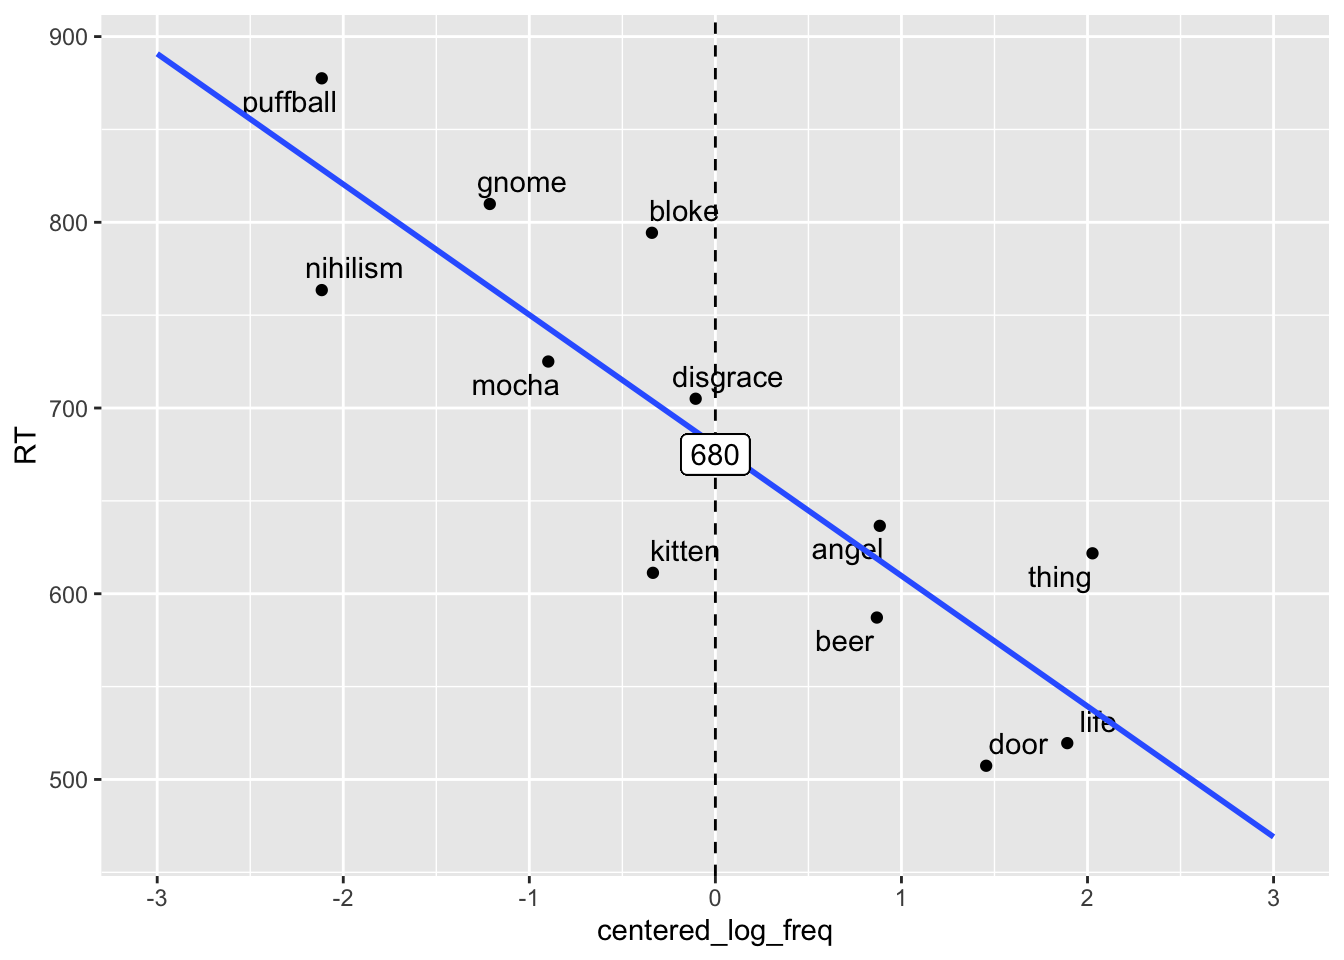 900
puffball
gnome
bloke
800
nihilism
mocha
disgrace
700
RT
680
kitten
angel
thing
600
beer
life
door
500
-3
-2
-1
0
1
2
3
centered_log_freq